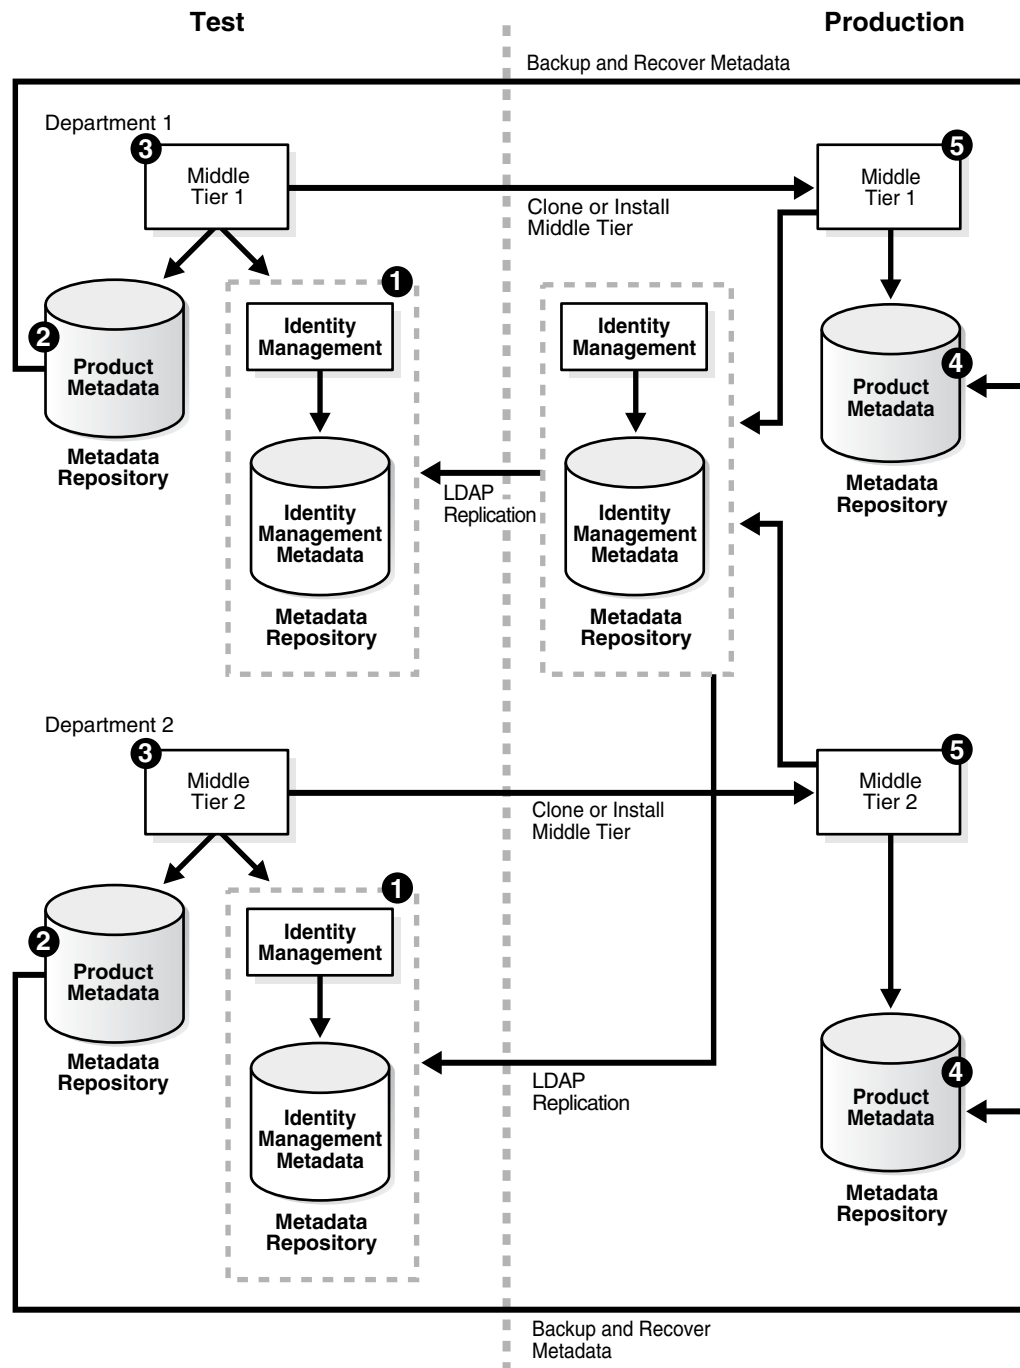 Test
Production
Backup and Recover Metadata
Department 1
3
Middle
Tier 1
Clone or Install
Middle Tier
5
Middle
Tier 1
2
Product
Metadata
Metadata
Repository
1
Identity
Management
Identity
Management
Metadata
Metadata
Repository
LDAP
Replication
Identity
Management
Identity
Management
Metadata
Metadata
Repository
4
Product
Metadata
Metadata
Repository
Department 2
3
Middle
Tier 2
Clone or Install
Middle Tier
5
Middle
Tier 2
2
Product
Metadata
Metadata
Repository
1
Identity
Management
Identity
Management
Metadata
Metadata
Repository
LDAP
Replication
4
Product
Metadata
Metadata
Repository
Backup and Recover
Metadata